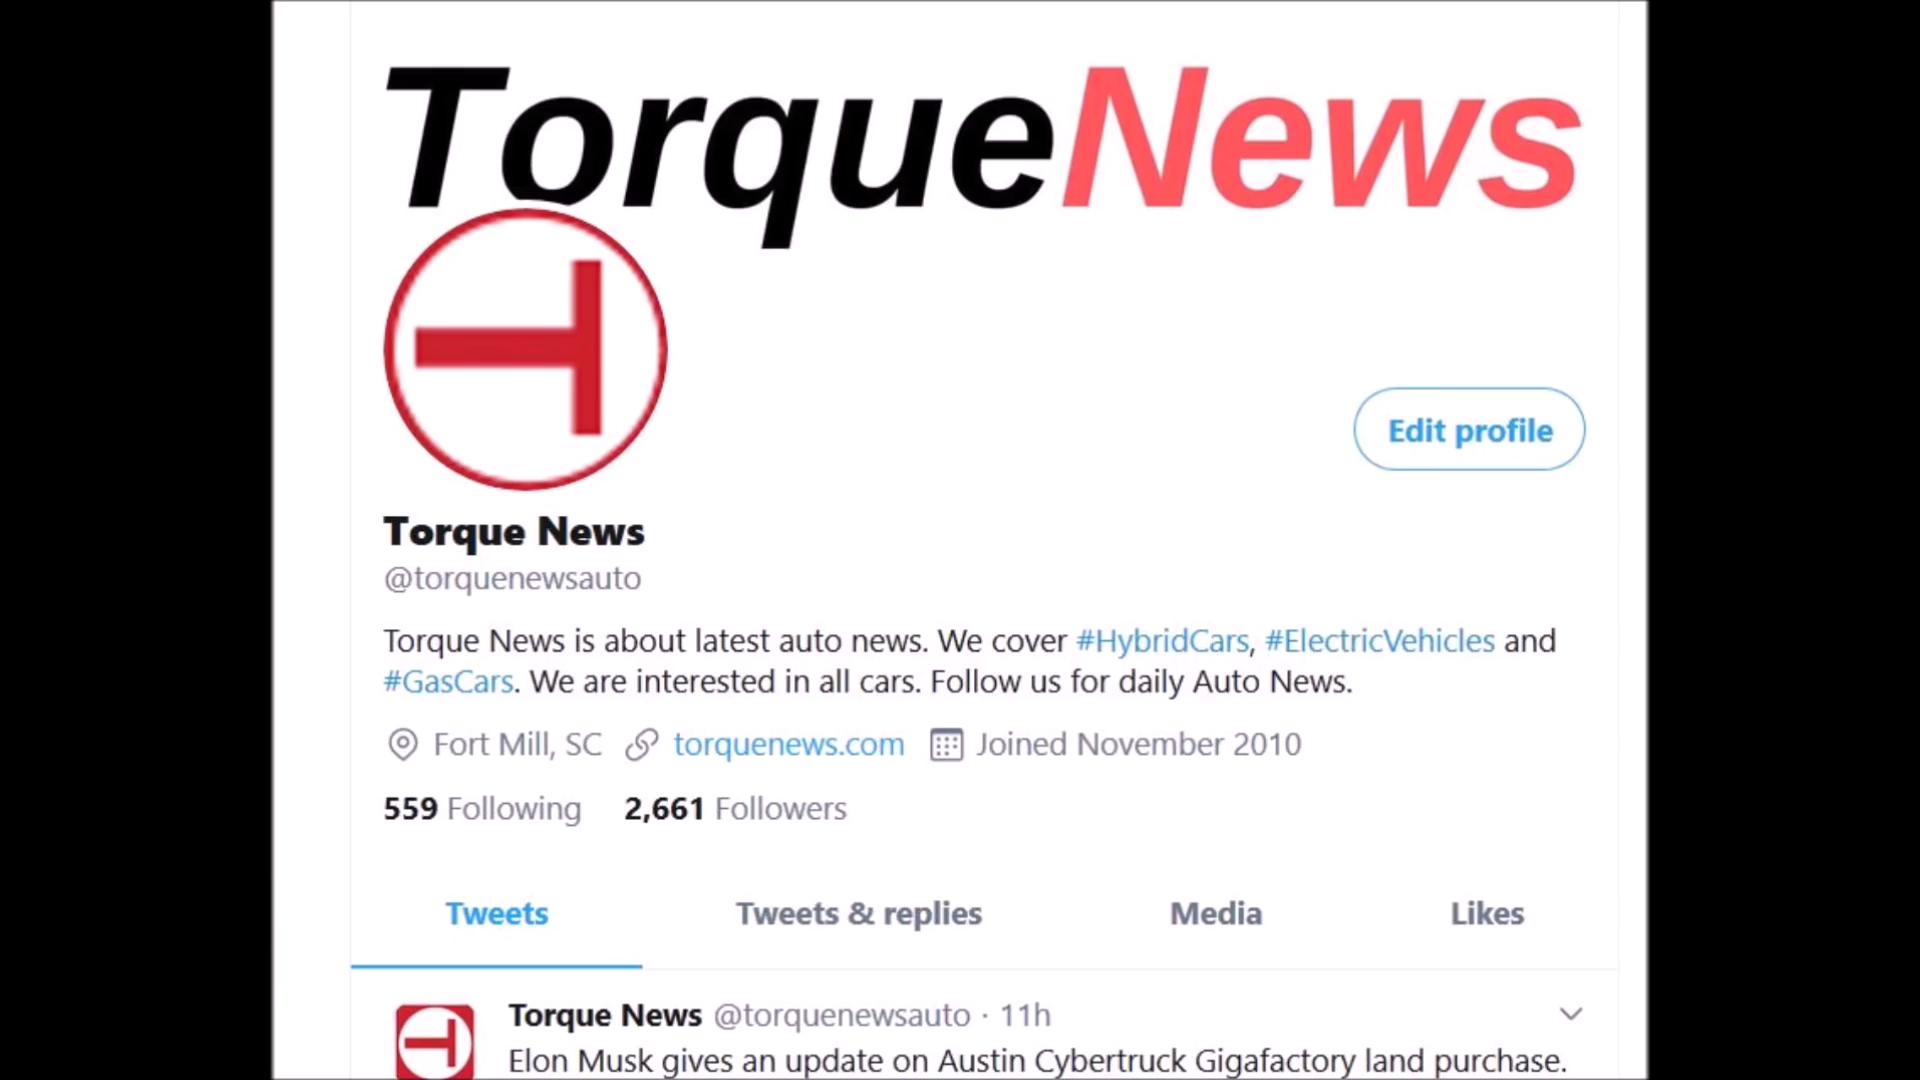 TorqueNews
T
Edit profile
Torque News
@torquenewsauto
Torque News is about latest auto news. We cover #HybridCars, #ElectricVehicles and
#GasCars. We are interested in all cars. Follow us for daily Auto News.
Fort Mill, SC torquenews.com Joined November 2010
559 Following 2,661 Followers
Tweets Tweets & replies Media Likes
T
Torque News @torquenewsauto · 11h
Elon Musk gives an update on Austin Cybertruck Gigafactory land purchase.